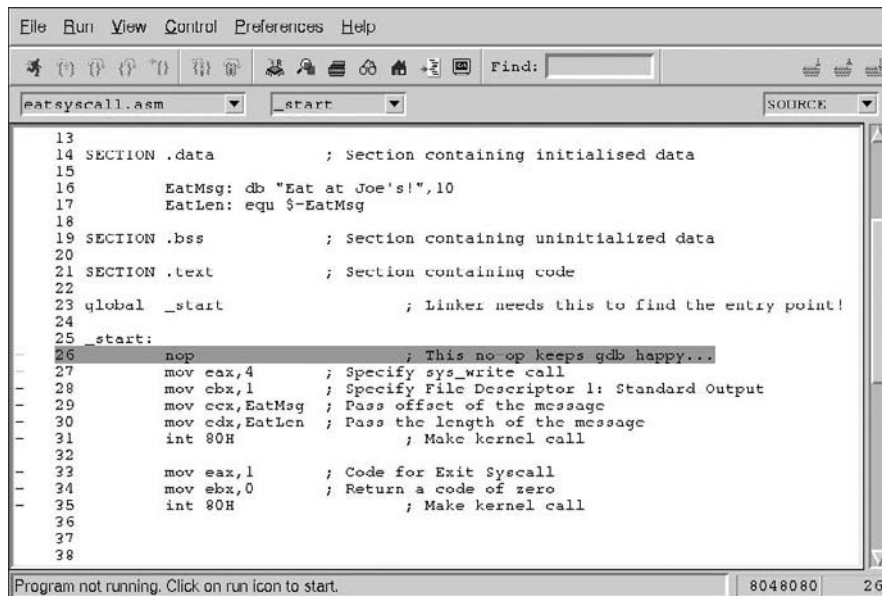 File Run View Control Preferences Help
Find:
eatsyscall.asm _start SOURCE
13
14 SECTION .data ; Section containing initialised data
15
16 EatMsg: db "Eat at Joe's!",10
17 EatLen: equ $-EatMsg
18
19 SECTION .bss ; Section containing uninitialized data
20
21 SECTION .text ; Section containing code
22
23 global _start ; Linker needs this to find the entry point!
24
25 _start:
26 nop ; This no-op keeps gdb happy...
27 mov eax,4 ; Specify sys_write call
28 mov ebx,1 ; Specify File Descriptor 1: Standard Output
29 mov ecx,EatMsg ; Pass offset of the message
30 mov edx,EatLen ; Pass the length of the message
31 int 80H ; Make kernel call
32
33 mov eax,1 ; Code for Exit Syscall
34 mov ebx,0 ; Return a code of zero
35 int 80H ; Make kernel call
36
37
38
Program not running. Click on run icon to start. 8048080 26